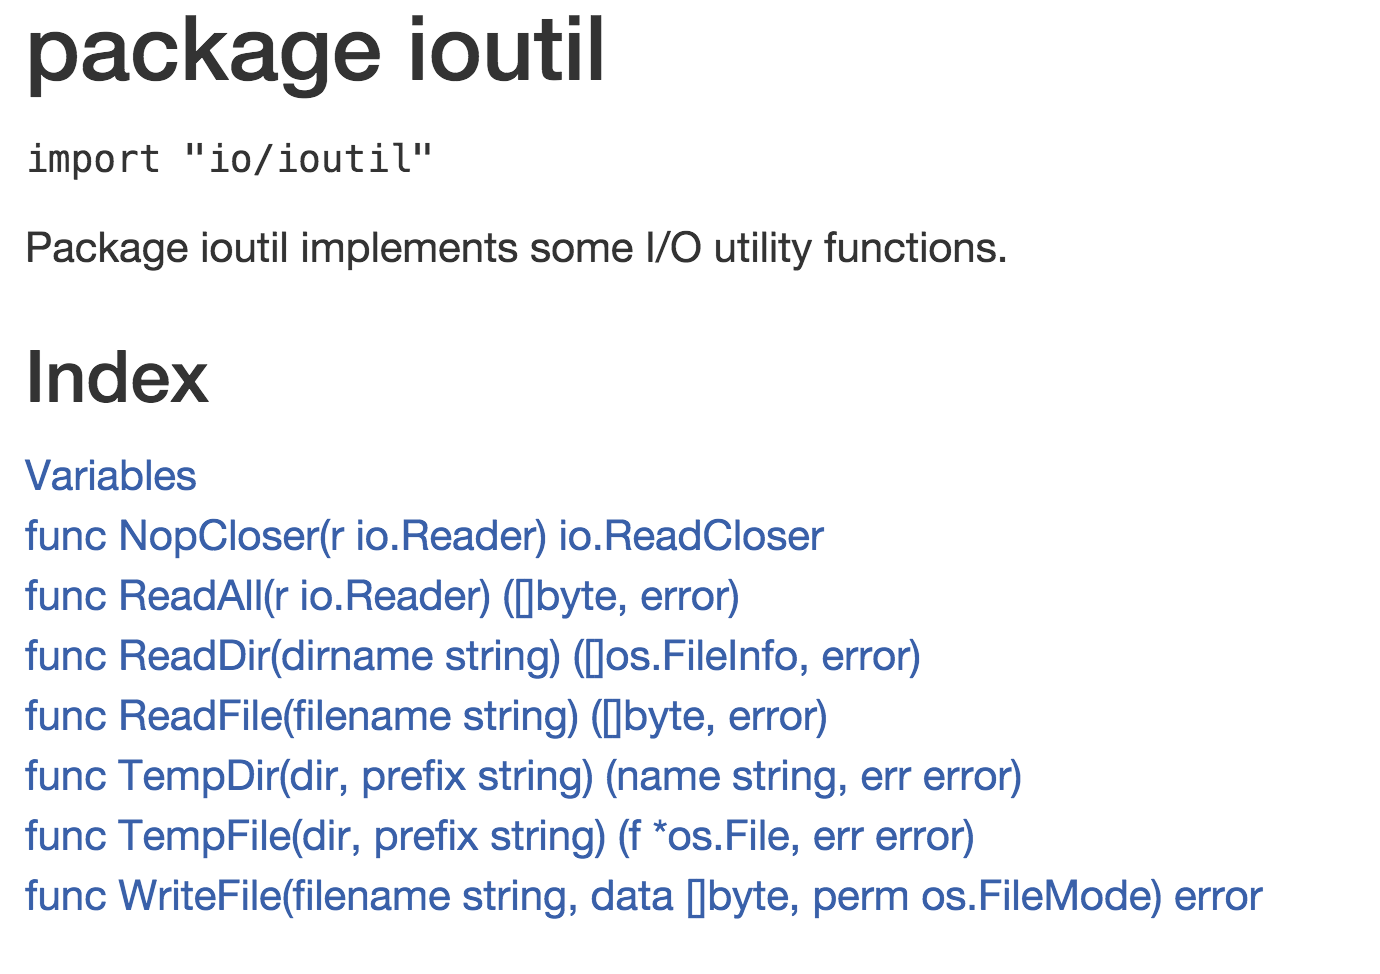 package ioutil
import "io/ioutil"
Package ioutil implements some I/O utility functions.
Index
Variables
func NopCloser(r io.Reader) io.ReadCloser
func ReadAll(r io.Reader) ([]byte, error)
func ReadDir(dirname string) ([]os.FileInfo, error)
func ReadFile(filename string) ([]byte, error)
func TempDir(dir, prefix string) (name string, err error)
func TempFile(dir, prefix string) (f *os.File, err error)
func WriteFile(filename string, data []byte, perm os.FileMode) error